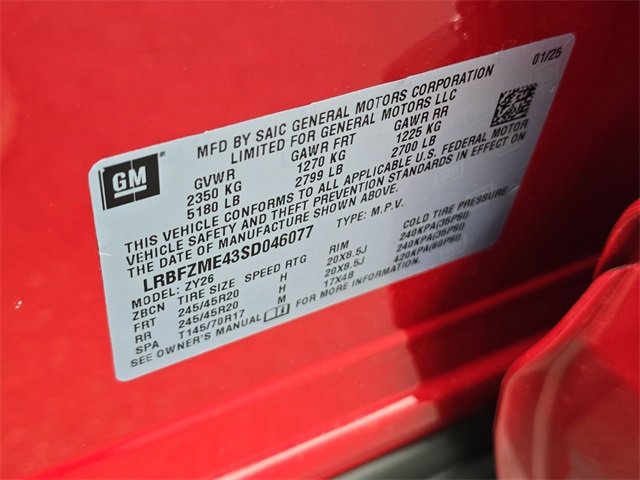 01/25
MFD BY SAIC GENERAL MOTORS CORPORATION
LIMITED FOR GENERAL MOTORS LLC
GM
GVWR GAWR FRT GAWR RR
2350 KG 1270 KG 1225 KG
5180 LB 2799 LB 2700 LB
THIS VEHICLE CONFORMS TO ALL APPLICABLE U.S. FEDERAL MOTOR
VEHICLE SAFETY AND THEFT PREVENTION STANDARDS IN EFFECT ON
THE DATE OF MANUFACTURE SHOWN ABOVE.
LRBFZME43SD046077 TYPE: M.P.V.
MODEL: ZY26
ZBCN TIRE SIZE SPEED RTG RIM COLD TIRE PRESSURE
FRT 245/45R20 H 20X8.5J 240KPA(35PSI)
RR 245/45R20 H 20X8.5J 240KPA(35PSI)
SPA T145/70R17 M 17X4B 420KPA(60PSI)
SEE OWNER'S MANUAL FOR MORE INFORMATION.